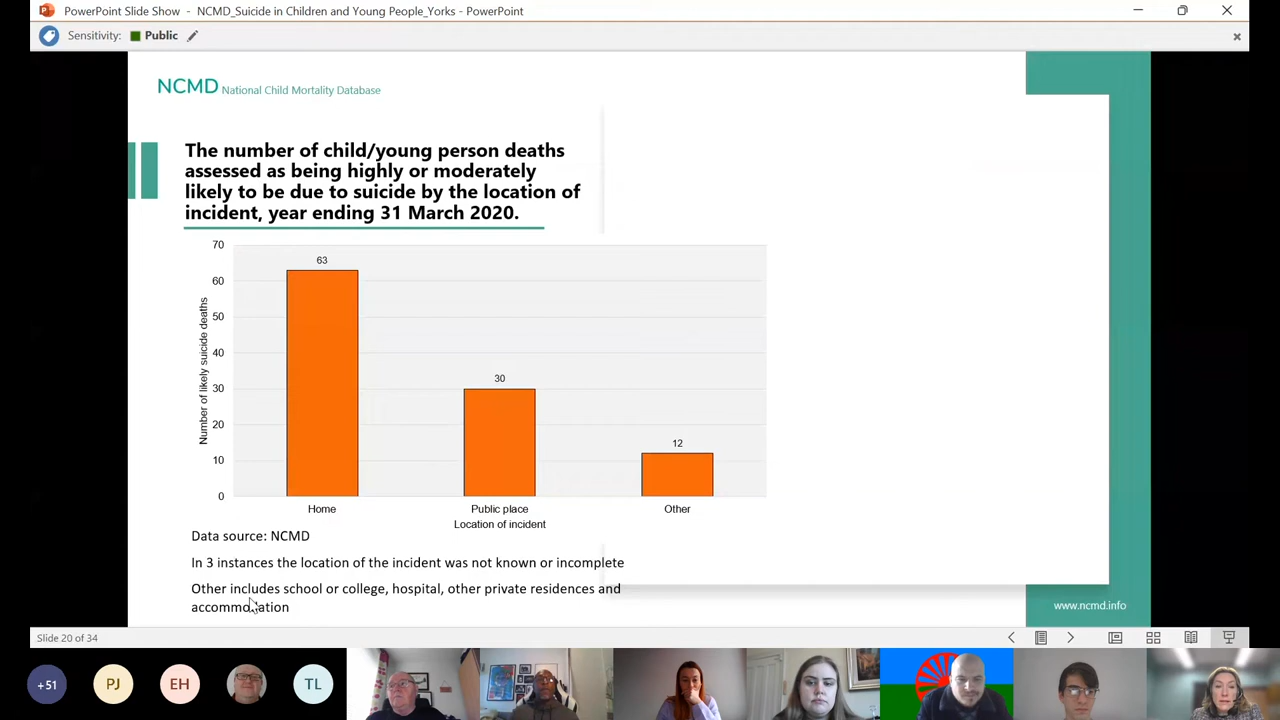 PowerPoint Slide Show - NCMD_Suicide in Children and Young People_Yorks - PowerPoint
Sensitivity: Public
NCMD National Child Mortality Database
The number of child/young person deaths
assessed as being highly or moderately
likely to be due to suicide by the location of
incident, year ending 31 March 2020.
Number of likely suicide deaths
70
60
50
40
30
20
10
0
63
30
12
Home
Public place
Other
Location of incident
Data source: NCMD
In 3 instances the location of the incident was not known or incomplete
Other includes school or college, hospital, other private residences and
accommodation
www.ncmd.info
Slide 20 of 34
+51
PJ
EH
TL